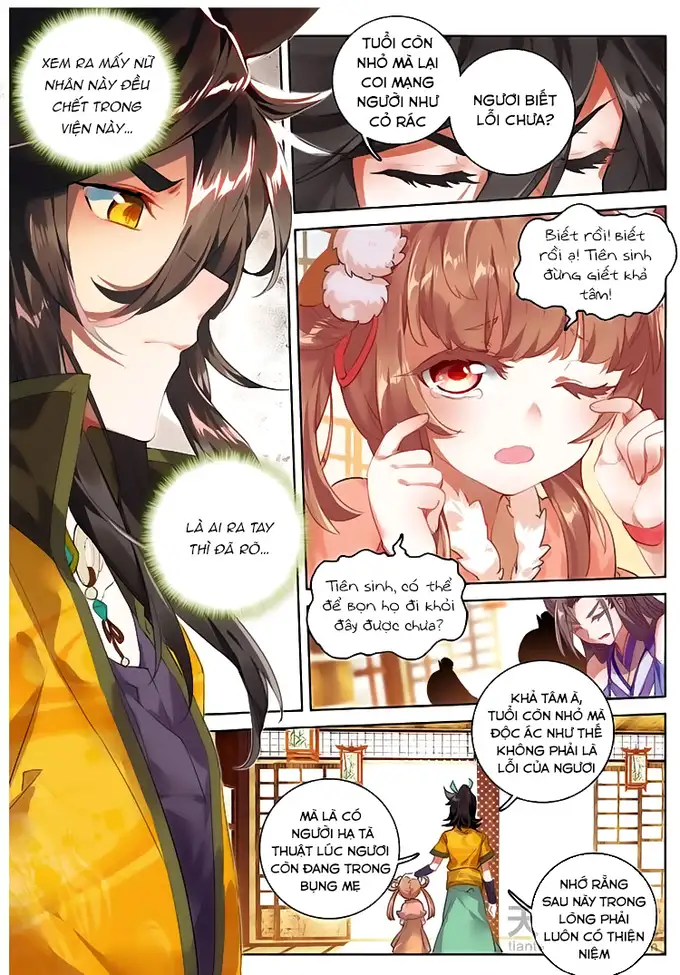 XEM RA MẤY NỮ
NHÂN NÀY ĐỀU
CHẾT TRONG
VIỆN NÀY...
TUỔI CÒN
NHỎ MÀ LẠI
COI MẠNG
NGƯỜI NHƯ
CỎ RÁC
NGƯƠI BIẾT
LỖI CHƯA?
Biết rồi! Biết
rồi ạ! Tiên sinh
đừng giết khả
tâm!
LÀ AI RA TAY
THÌ ĐÃ RÕ...
Tiên sinh, có thể
để bọn họ đi khỏi
đây được chưa?
KHẢ TÂM À,
TUỔI CÒN NHỎ MÀ
ĐỘC ÁC NHƯ THẾ
KHÔNG PHẢI LÀ
LỖI CỦA NGƯƠI
MÀ LÀ CÓ
NGƯỜI HẠ TÀ
THUẬT LÚC NGƯƠI
CÒN ĐANG TRONG
BỤNG MẸ
NHỚ RẰNG
SAU NÀY TRONG
LÒNG PHẢI
LUÔN CÓ THIỆN
NIỆM